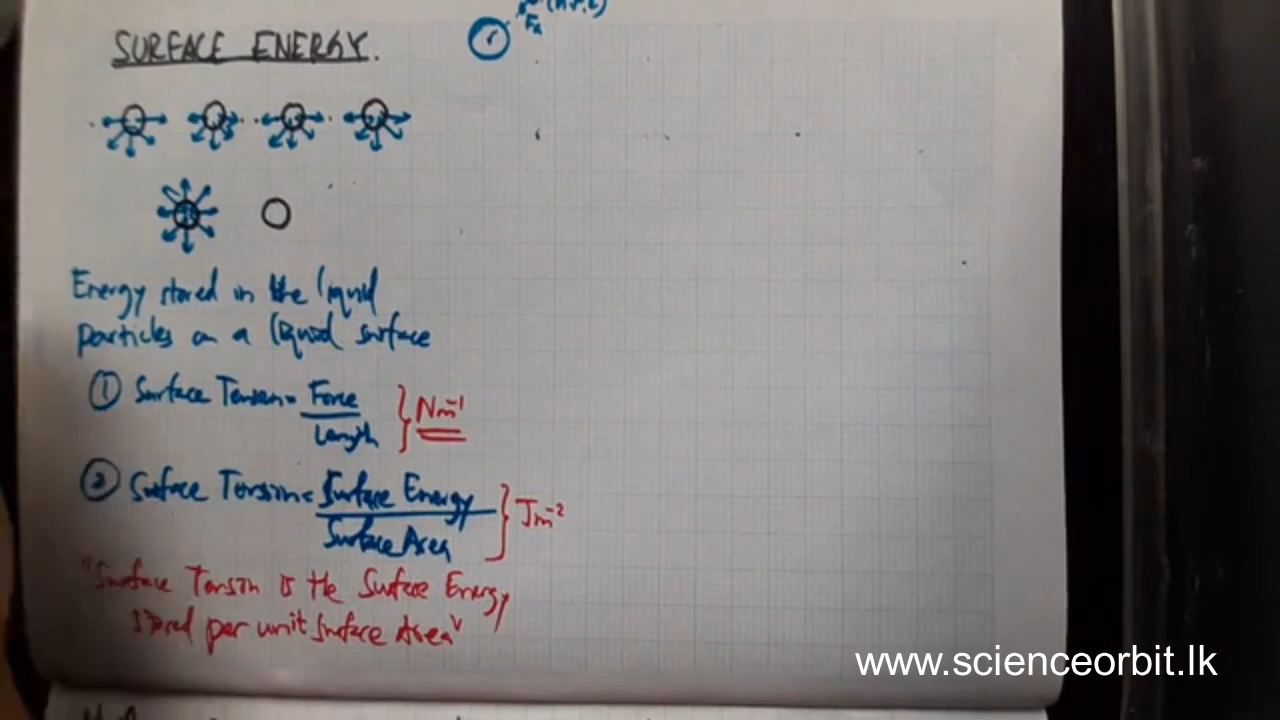 SURFACE ENERGY.
r
Energy stored in the liquid
particles on a liquid surface
① Surface Tension = Force
Length
} Nm⁻¹
② Surface Tension = Surface Energy
Surface Area
} Jm⁻²
"Surface Tension is the Surface Energy
stored per unit surface Area"
www.scienceorbit.lk